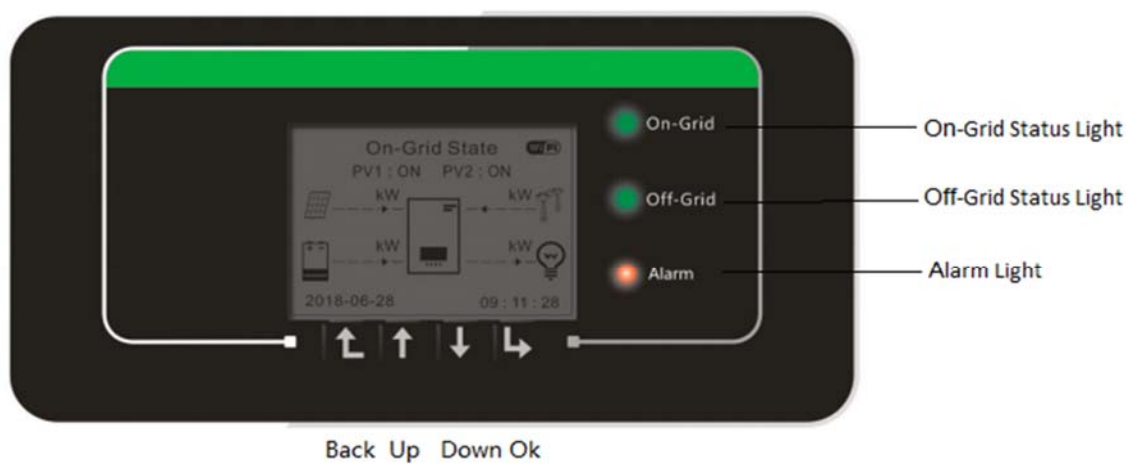 On-Grid State WiFi
PV1 : ON PV2 : ON
kW kW
kW kW
2018-06-28 09 : 11 : 28
On-Grid
Off-Grid
Alarm
On-Grid Status Light
Off-Grid Status Light
Alarm Light
Back Up Down Ok